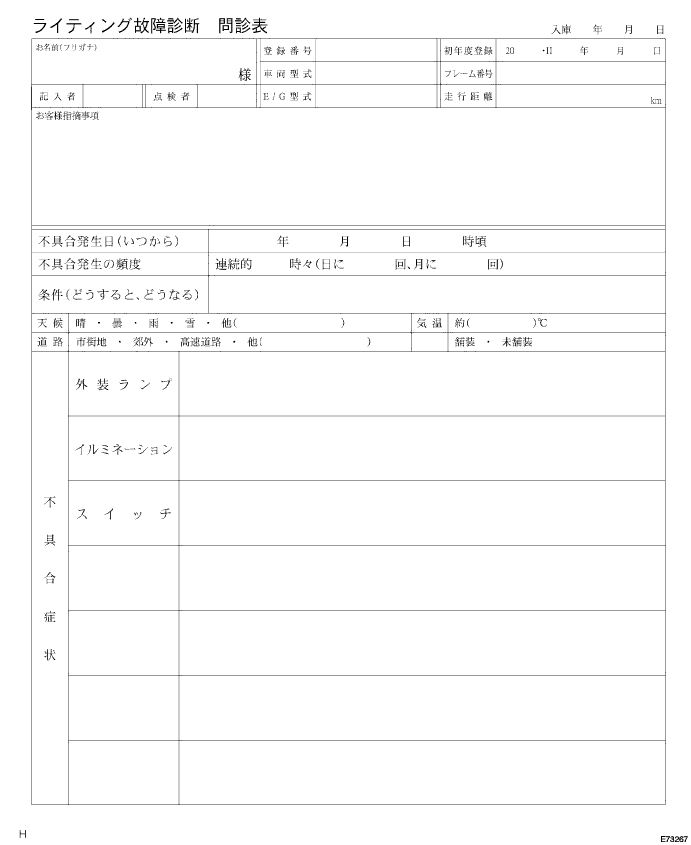 ライティング故障診断　問診表
入庫　年　月　日
お名前(フリガナ)
様
登録番号
初年度登録　20　・H　年　月　日
車両型式
フレーム番号
記入者
点検者
E/G型式
走行距離
km
お客様指摘事項
不具合発生日(いつから)　年　月　日　時頃
不具合発生の頻度　連続的　時々(日に　回、月に　回)
条件(どうすると、どうなる)
天候　晴・曇・雨・雪・他(　)　気温　約(　)℃
道路　市街地・郊外・高速道路・他(　)　舗装・未舗装
外装ランプ
イルミネーション
スイッチ
不具合症状
H
E73267